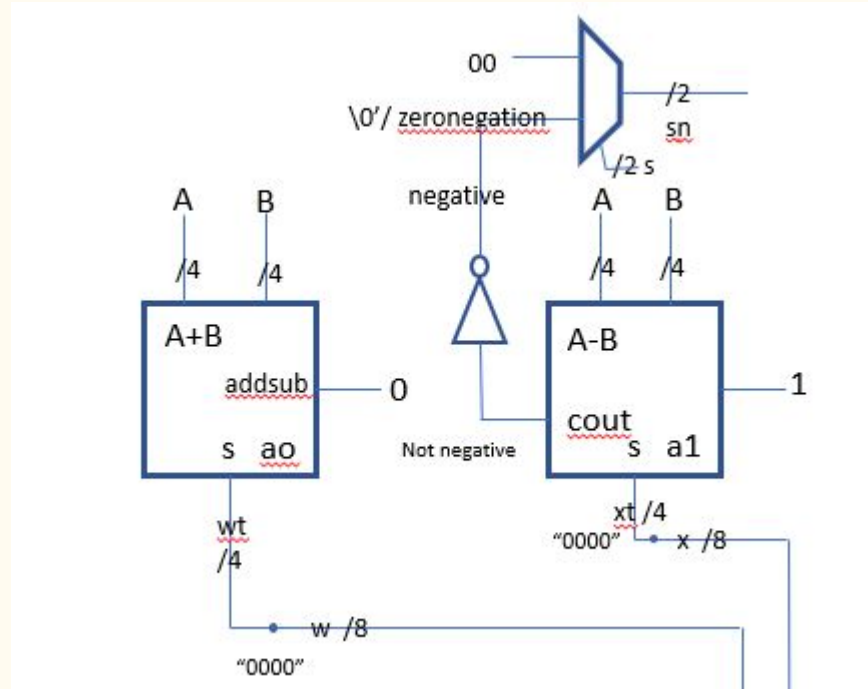 00
/2
\0'/ zeronegation
sn
/2 s
A B
negative
A B
/4 /4
/4 /4
A+B
A-B
addsub
0
1
cout
s ao
Not negative
s a1
wt
/4
xt /4
“0000”
x /8
w /8
“0000”